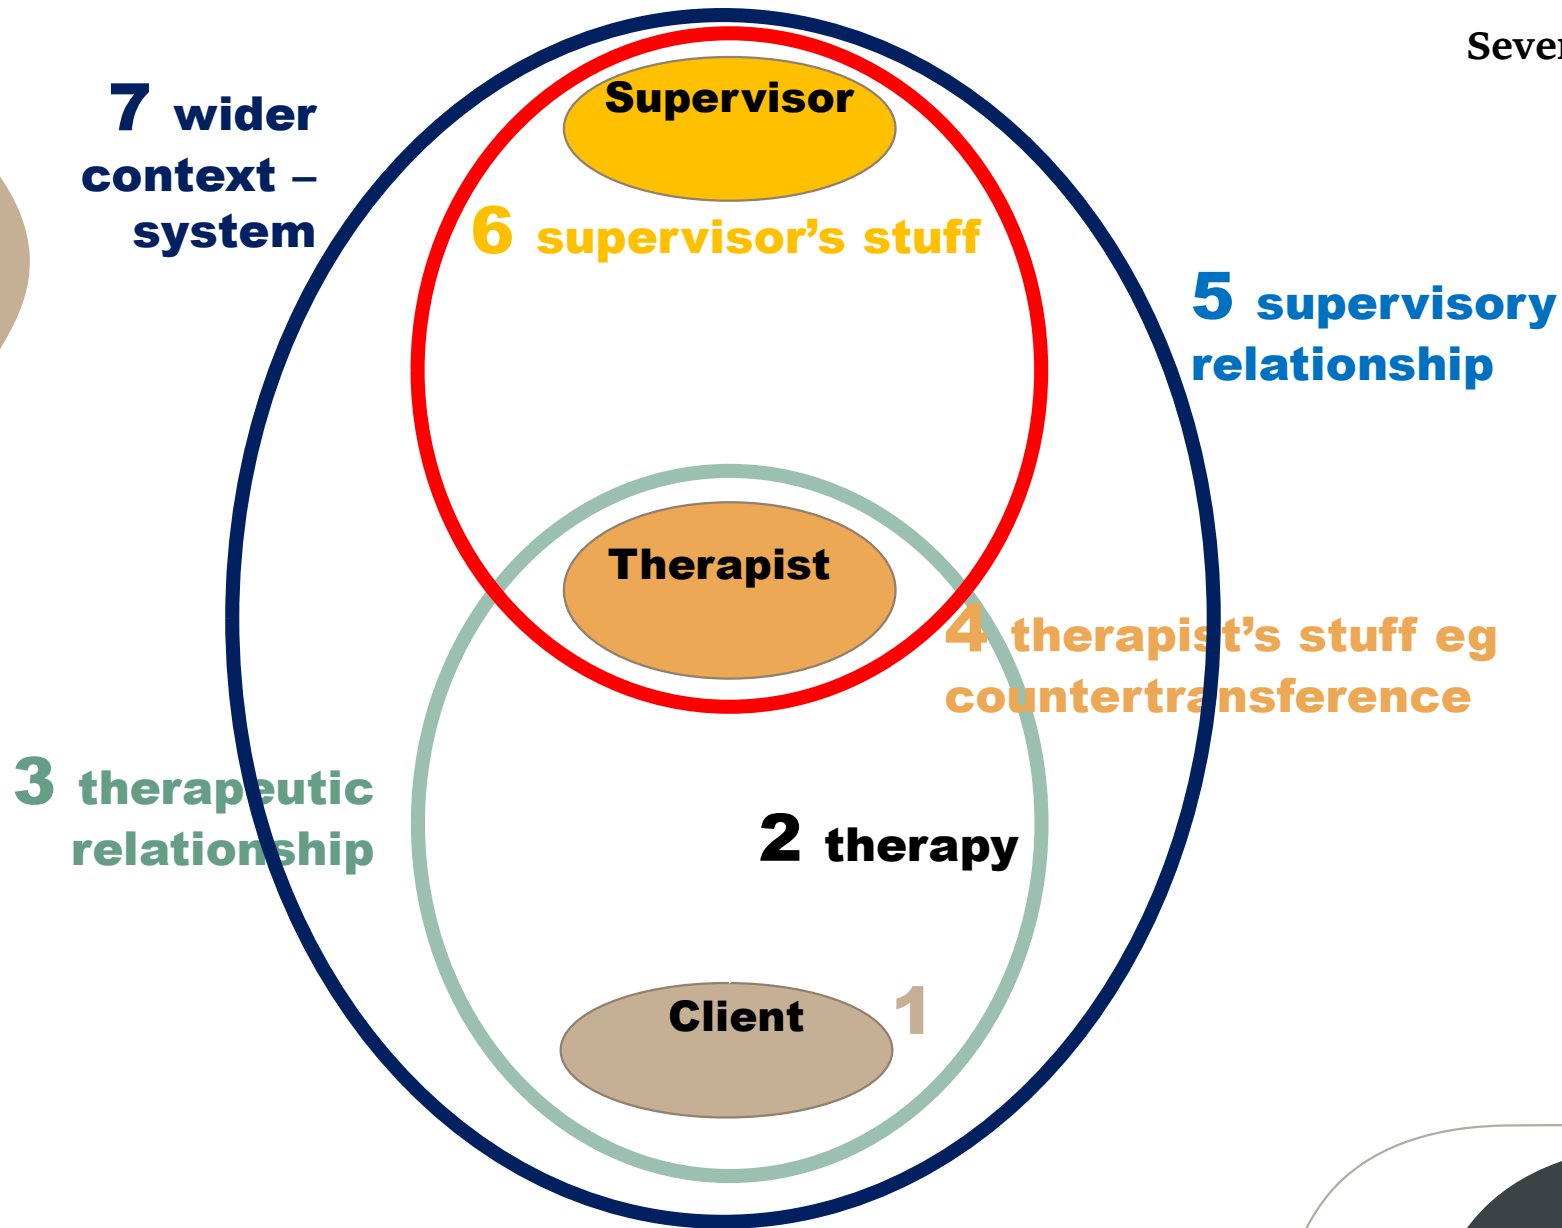 Supervisor
7 wider
context –
system
6 supervisor’s stuff
5 supervisory
relationship
Therapist
4 therapist’s stuff eg
countertransference
3 therapeutic
relationship
2 therapy
Client
1